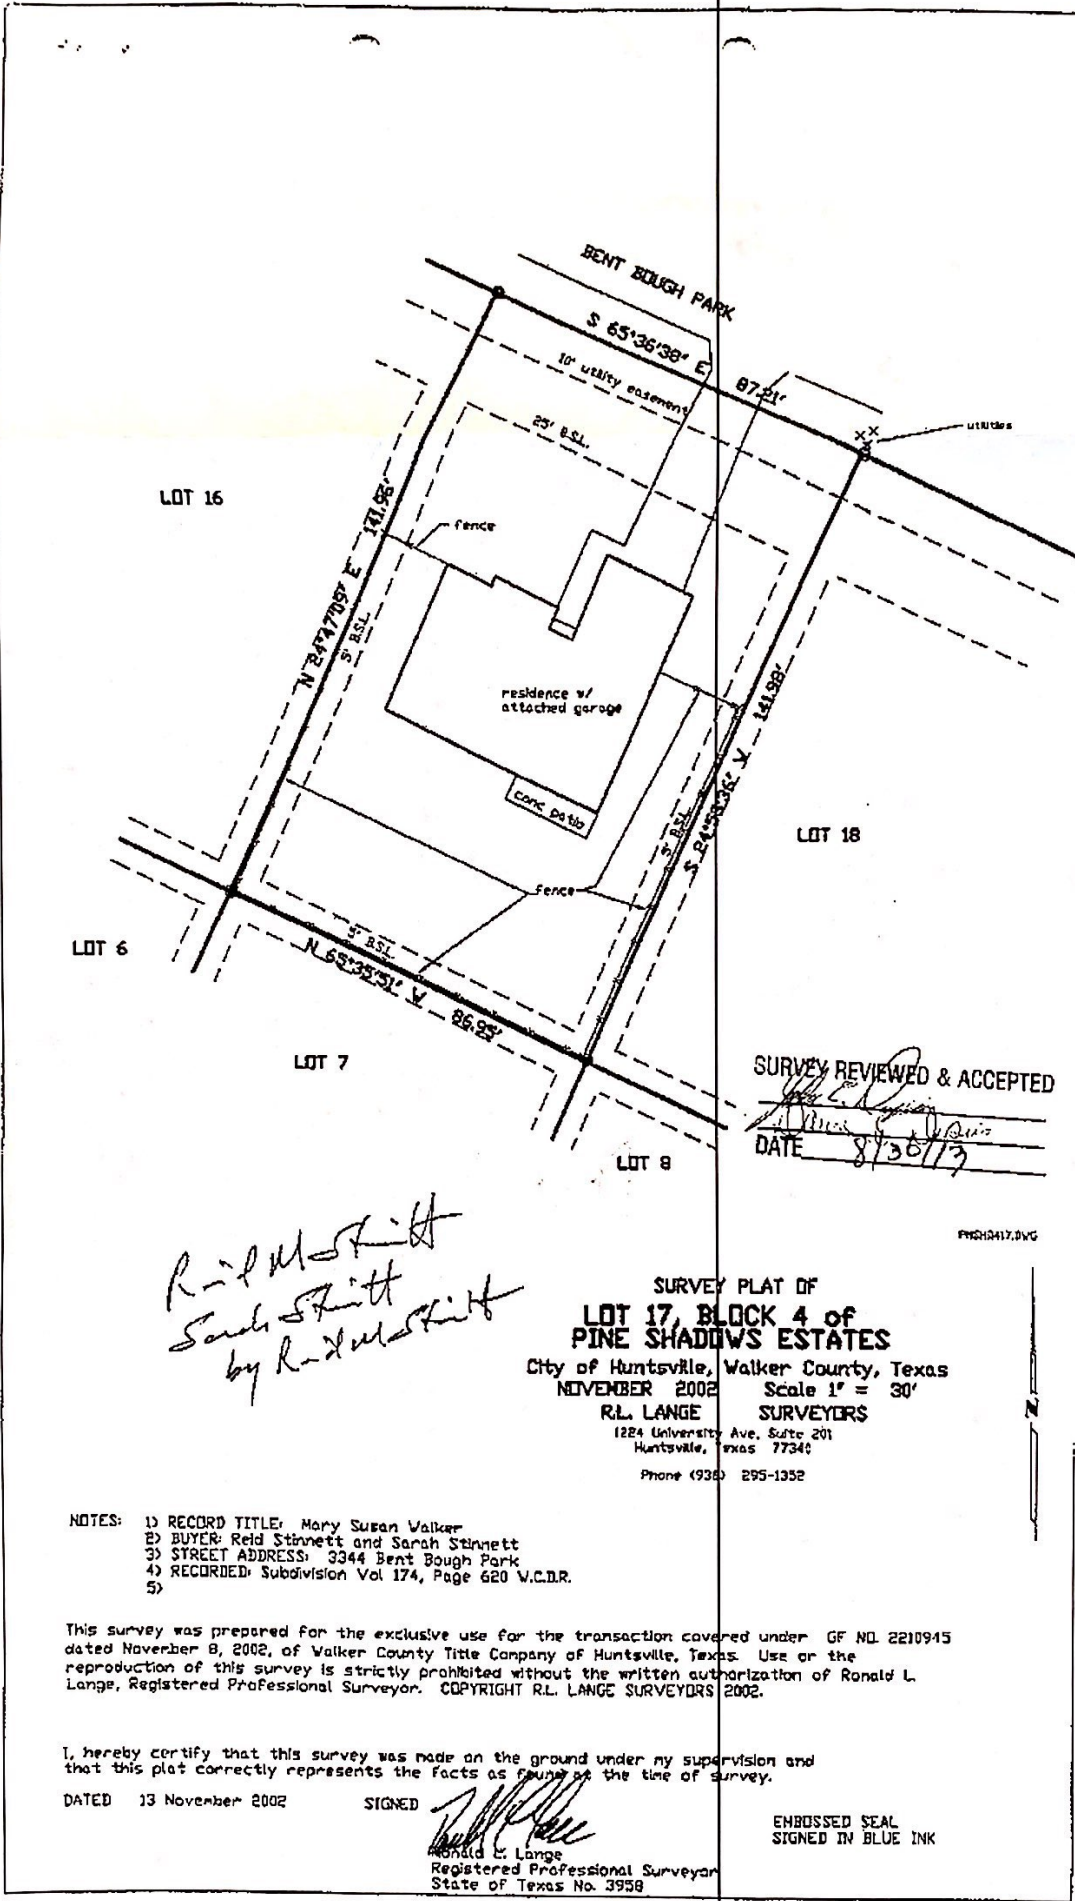 BENT BOUGH PARK
S 65°36'38" E 87.21'
10' utility easement
25' B.S.L.
utilities
LOT 16
N 24°47'09" E 141.96'
fence
5' B.S.L.
residence w/
attached garage
conc. patio
S 24°58'36" W 141.98'
5' B.S.L.
LOT 18
fence
LOT 6
5' B.S.L.
N 65°35'51" W 86.95'
LOT 7
LOT 8
SURVEY REVIEWED & ACCEPTED
DATE 8/30/13
Sarah Stinnett
by
PNSH0417.DWG
SURVEY PLAT OF
LOT 17, BLOCK 4 of
PINE SHADOWS ESTATES
City of Huntsville, Walker County, Texas
NOVEMBER 2002 Scale 1" = 30'
R.L. LANGE SURVEYORS
1224 University Ave. Suite 201
Huntsville, Texas 77340
Phone (936) 295-1352
N
NOTES: 1) RECORD TITLE: Mary Susan Walker
2) BUYER: Reid Stinnett and Sarah Stinnett
3) STREET ADDRESS: 3344 Bent Bough Park
4) RECORDED: Subdivision Vol 174, Page 620 W.C.D.R.
5)
This survey was prepared for the exclusive use for the transaction covered under GF NO. 2210945
dated November 8, 2002, of Walker County Title Company of Huntsville, Texas. Use or the
reproduction of this survey is strictly prohibited without the written authorization of Ronald L.
Lange, Registered Professional Surveyor. COPYRIGHT R.L. LANGE SURVEYORS 2002.
I, hereby certify that this survey was made on the ground under my supervision and
that this plat correctly represents the facts as found at the time of survey.
DATED 13 November 2002 SIGNED
Ronald L. Lange
Registered Professional Surveyor
State of Texas No. 3958
EMBOSSED SEAL
SIGNED IN BLUE INK